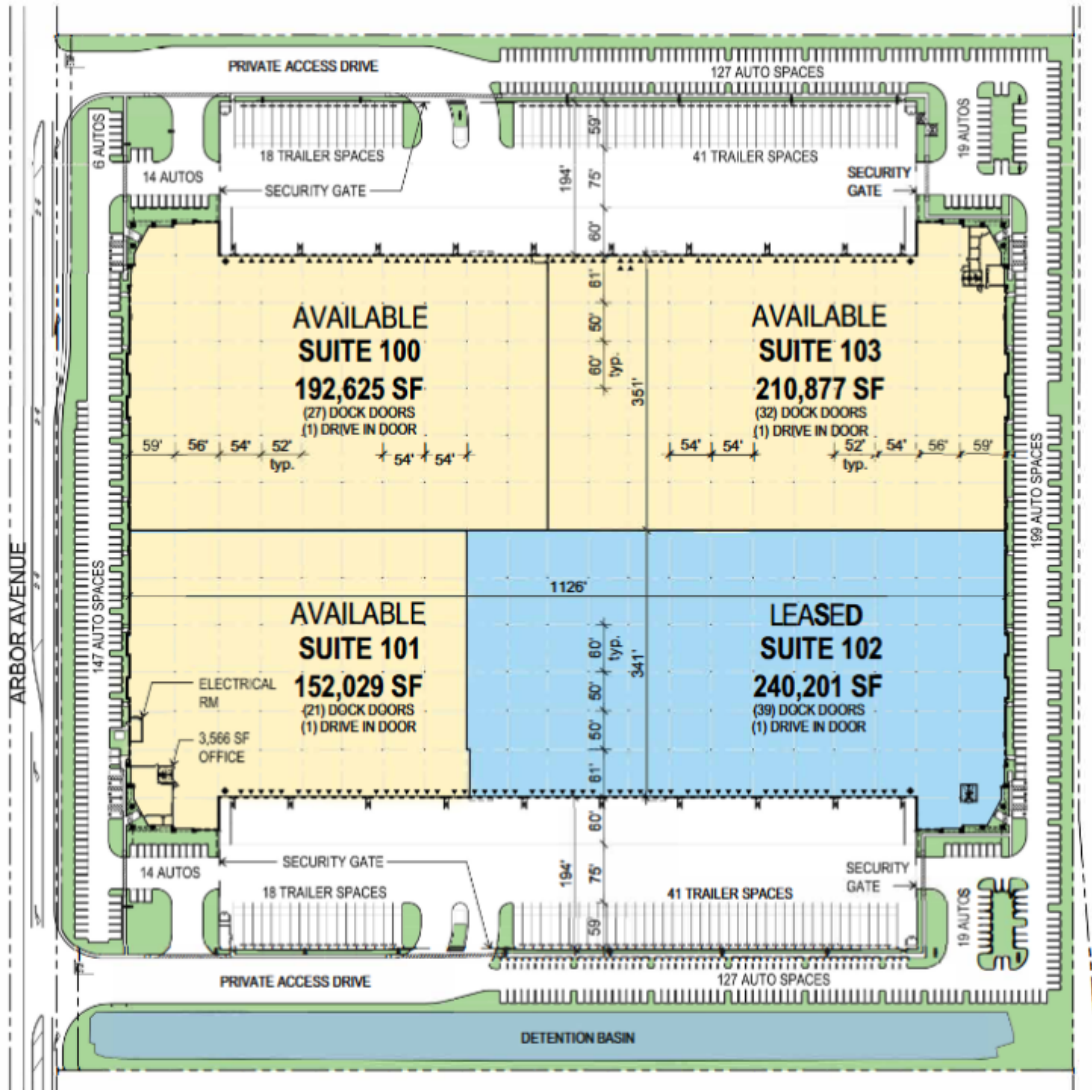 PRIVATE ACCESS DRIVE
127 AUTO SPACES
6 AUTOS
14 AUTOS
18 TRAILER SPACES
SECURITY GATE
59'
75'
60'
194'
41 TRAILER SPACES
SECURITY
GATE
19 AUTOS
AVAILABLE
SUITE 100
192,625 SF
(27) DOCK DOORS
(1) DRIVE IN DOOR
59' 56' 54' 52'
typ.
54' 54'
61'
50'
60'
typ.
351'
AVAILABLE
SUITE 103
210,877 SF
(32) DOCK DOORS
(1) DRIVE IN DOOR
54' 54'
52' 54' 56' 59'
typ.
199 AUTO SPACES
ARBOR AVENUE
147 AUTO SPACES
1126'
AVAILABLE
SUITE 101
152,029 SF
(21) DOCK DOORS
(1) DRIVE IN DOOR
ELECTRICAL
RM
3,566 SF
OFFICE
60'
typ.
50'
50'
61'
341'
LEASED
SUITE 102
240,201 SF
(39) DOCK DOORS
(1) DRIVE IN DOOR
14 AUTOS
SECURITY GATE
18 TRAILER SPACES
60'
75'
59'
194'
41 TRAILER SPACES
SECURITY
GATE
19 AUTOS
PRIVATE ACCESS DRIVE
127 AUTO SPACES
DETENTION BASIN